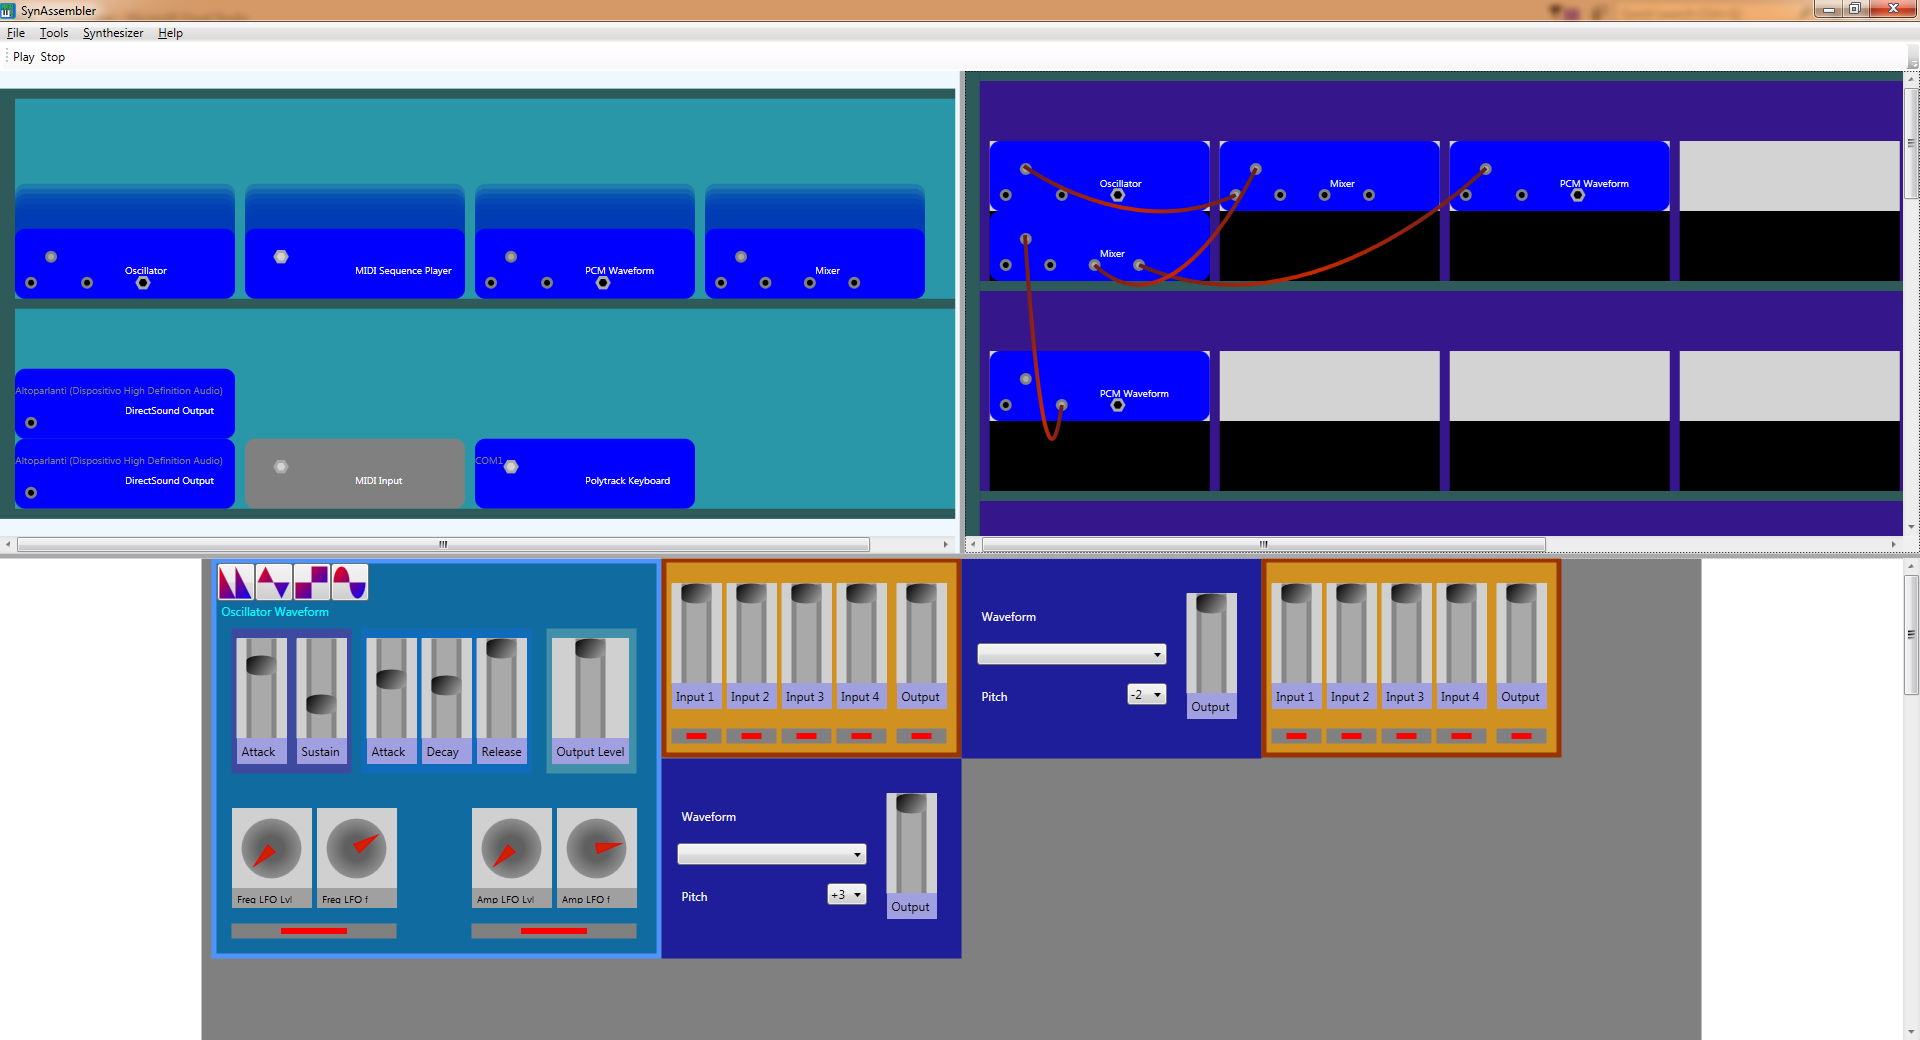 SynAssembler
File Tools Synthesizer Help
Play Stop
Oscillator
MIDI Sequence Player
PCM Waveform
Mixer
Altoparlanti (Dispositivo High Definition Audio)
DirectSound Output
Altoparlanti (Dispositivo High Definition Audio)
DirectSound Output
MIDI Input
COM1
Polytrack Keyboard
Oscillator
Mixer
PCM Waveform
Mixer
PCM Waveform
Oscillator Waveform
Attack Sustain Attack Decay Release Output Level
Freq LFO Lvl Freq LFO f Amp LFO Lvl Amp LFO f
Input 1 Input 2 Input 3 Input 4 Output
Waveform
Pitch -2
Output
Input 1 Input 2 Input 3 Input 4 Output
Waveform
Pitch +3
Output